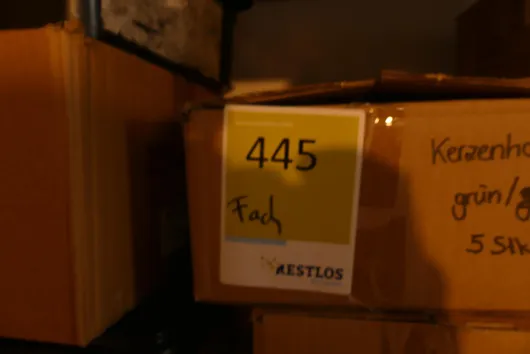 445
Fach
RESTLOS
Kerzenho
grün/g
5 Stk